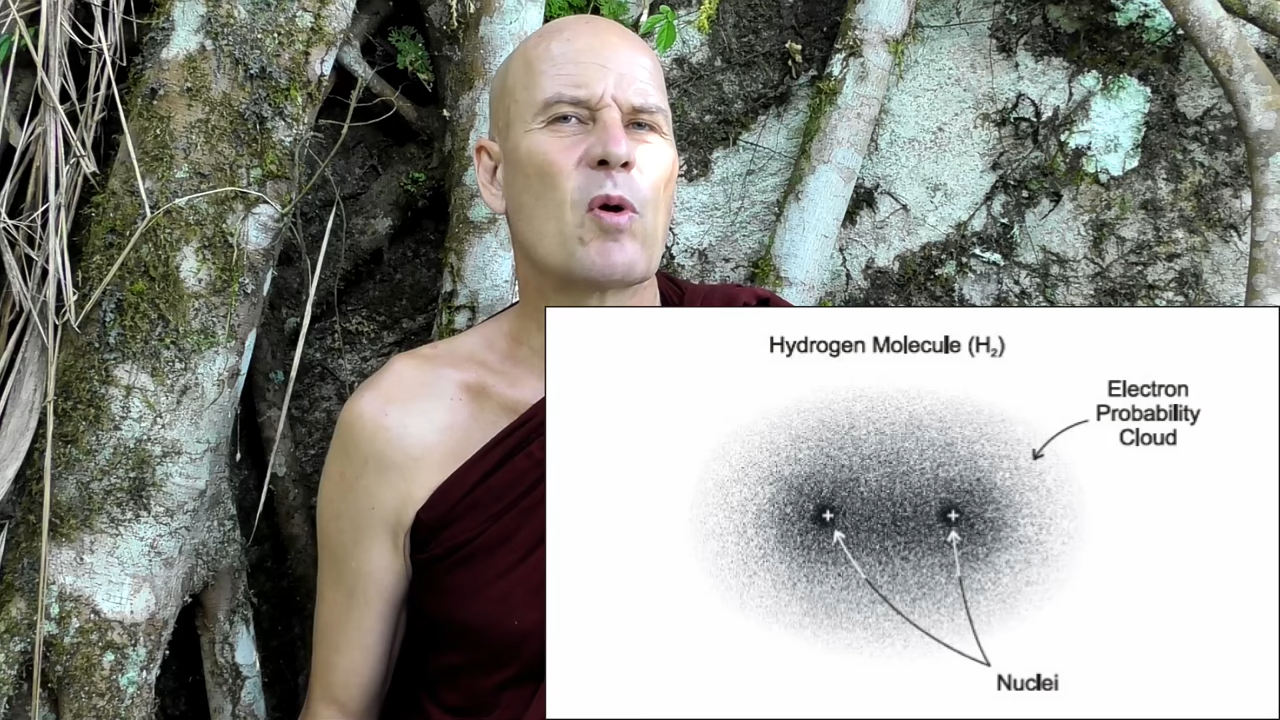 Hydrogen Molecule (H₂)
Electron
Probability
Cloud
Nuclei